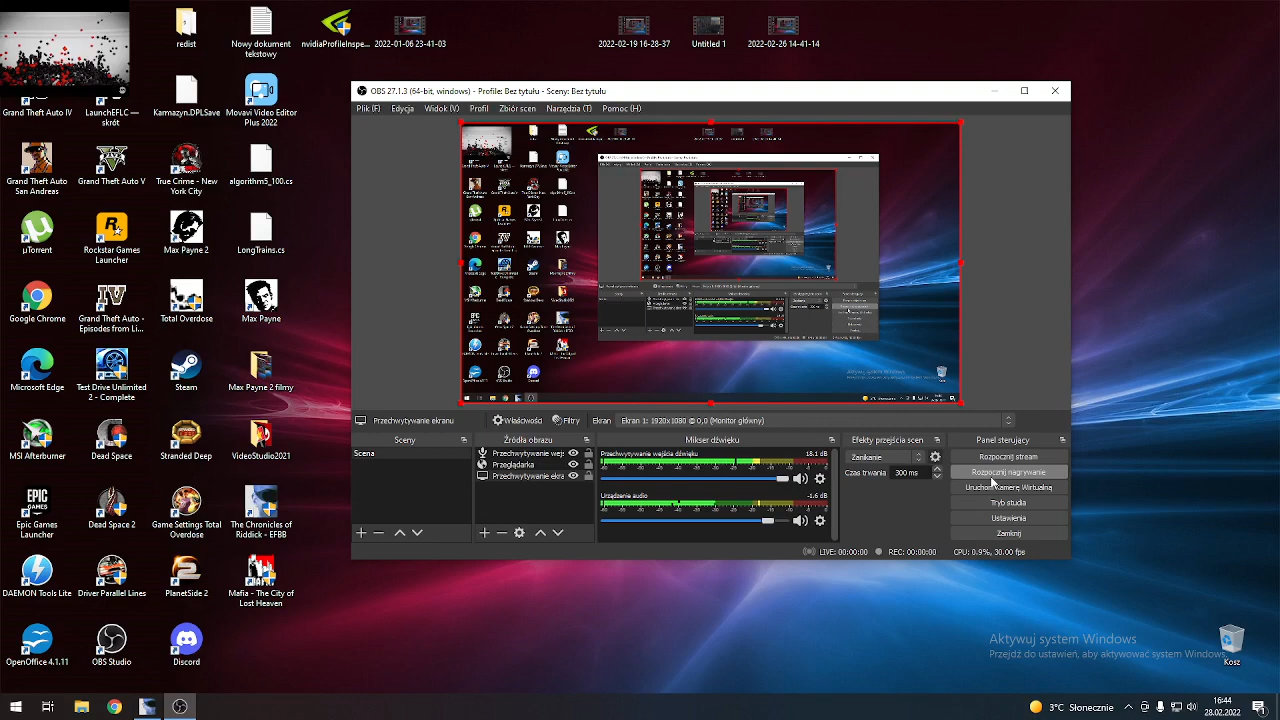 redist
Nowy dokument tekstowy
nvidiaProfileInspe...
2022-01-06 23-41-03
2022-02-19 16-28-37
Untitled 1
2022-02-26 14-41-14
Grand Theft Auto IV
LaunchEFLC — skrót
Karmazyn.DPLSave
Movavi Video Editor Plus 2022
Grand Theft Auto San Andreas
Grand Theft Auto V
True Crime - New York City
algorithm5_100.cs
uTorrent
Rockstar Games Launcher
Max Payne 2
LongTrains.cs
Google Chrome
Grand Theft Auto - Episodes from Li...
Total Overdose
Max Payne
Microsoft Edge
Test Drive Unlimited 2 - Complete
Steam
Max Payne 2 filmy
MSI Afterburner
Dead Space
Stranded Deep
VideoStudio2021
Epic Games Launcher
Dead Space 2
Game Settings Total Overdose
The Chronicles of Riddick - EFBB
DAEMON Tools Lite
Driver Parallel Lines
PlanetSide 2
Mafia - The City of Lost Heaven
OpenOffice 4.1.11
OBS Studio
Discord
OBS 27.1.3 (64-bit, windows) - Profile: Bez tytułu - Sceny: Bez tytułu
Plik (F) Edycja Widok (V) Profil Zbiór scen Narzędzia (T) Pomoc (H)
Przechwytywanie ekranu Właściwości Filtry Ekran Ekran 1: 1920x1080 @ 0,0 (Monitor główny)
Sceny
Scena
Źródła obrazu
Przechwytywanie wej
Przeglądarka
Przechwytywanie ekra
Mikser dźwięku
Przechwytywanie wejścia dźwięku 18.1 dB
Urządzenie audio -1.6 dB
Efekty przejścia scen
Zanikanie
Czas trwania 300 ms
Panel sterujący
Rozpocznij stream
Rozpocznij nagrywanie
Uruchom kamerę wirtualną
Tryb studia
Ustawienia
Zamknij
LIVE: 00:00:00 REC: 00:00:00 CPU: 0.9%, 30.00 fps
Aktywuj system Windows
Przejdź do ustawień, aby aktywować system Windows.
Kosz
3°C Słonecznie
16:44
28.02.2022